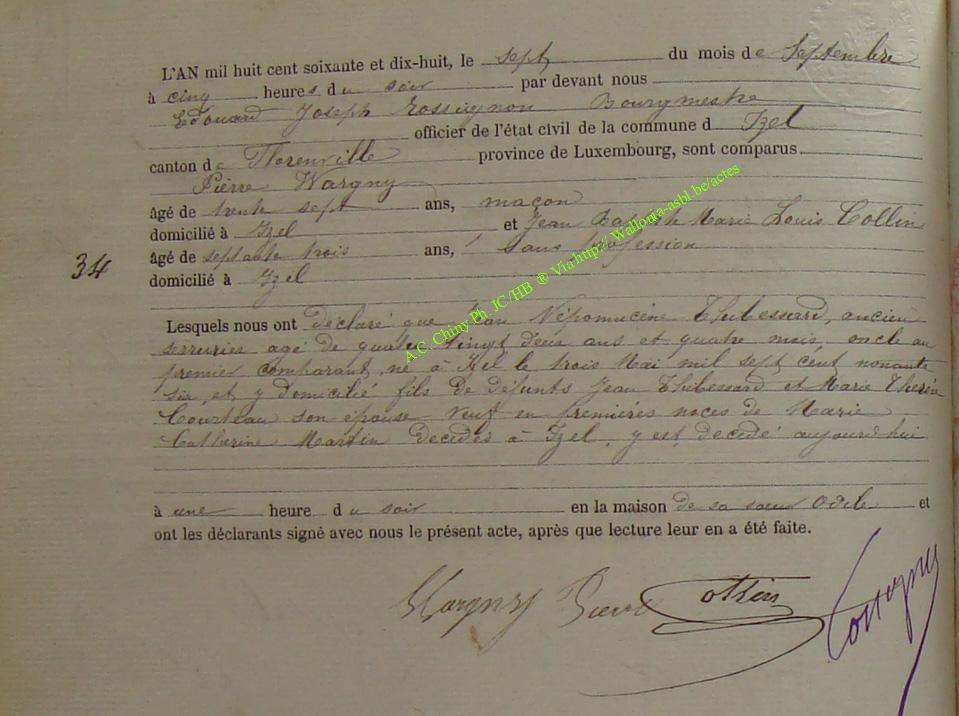 L'AN mil huit cent soixante et dix-huit, le sept du mois de Septembre
à cinq heures du soir par devant nous
Edouard Joseph Rossignon Bourgmestre
officier de l'état civil de la commune d Izel
canton de Florenville province de Luxembourg, sont comparus
Pierre Wargny
âgé de trente sept ans, maçon
domicilié à Izel et Jean Baptiste Marie Louis Collin
âgé de septante trois ans, sans profession
domicilié à Izel
34
Lesquels nous ont déclaré que Jean Népomucène Thibessard, ancien
serrurier agé de quatre vingt deux ans et quatre mois, oncle au
premier comparant, né à Izel le trois Mai mil sept cent nonante
six, et y domicilié fils de défunts Jean Thibessard et Marie Thérèse
Courteau son épouse veuf en premières noces de Marie
Catherine Martin décédés à Izel, y est décédé aujourd'hui
à une heure du soir en la maison de sa sœur Odile et
ont les déclarants signé avec nous le présent acte, après que lecture leur en a été faite.
Wargny Pierre Collin
A.C. Chiny Ph. JC/HB ® Via http// Wallonia-asbl.be/actes